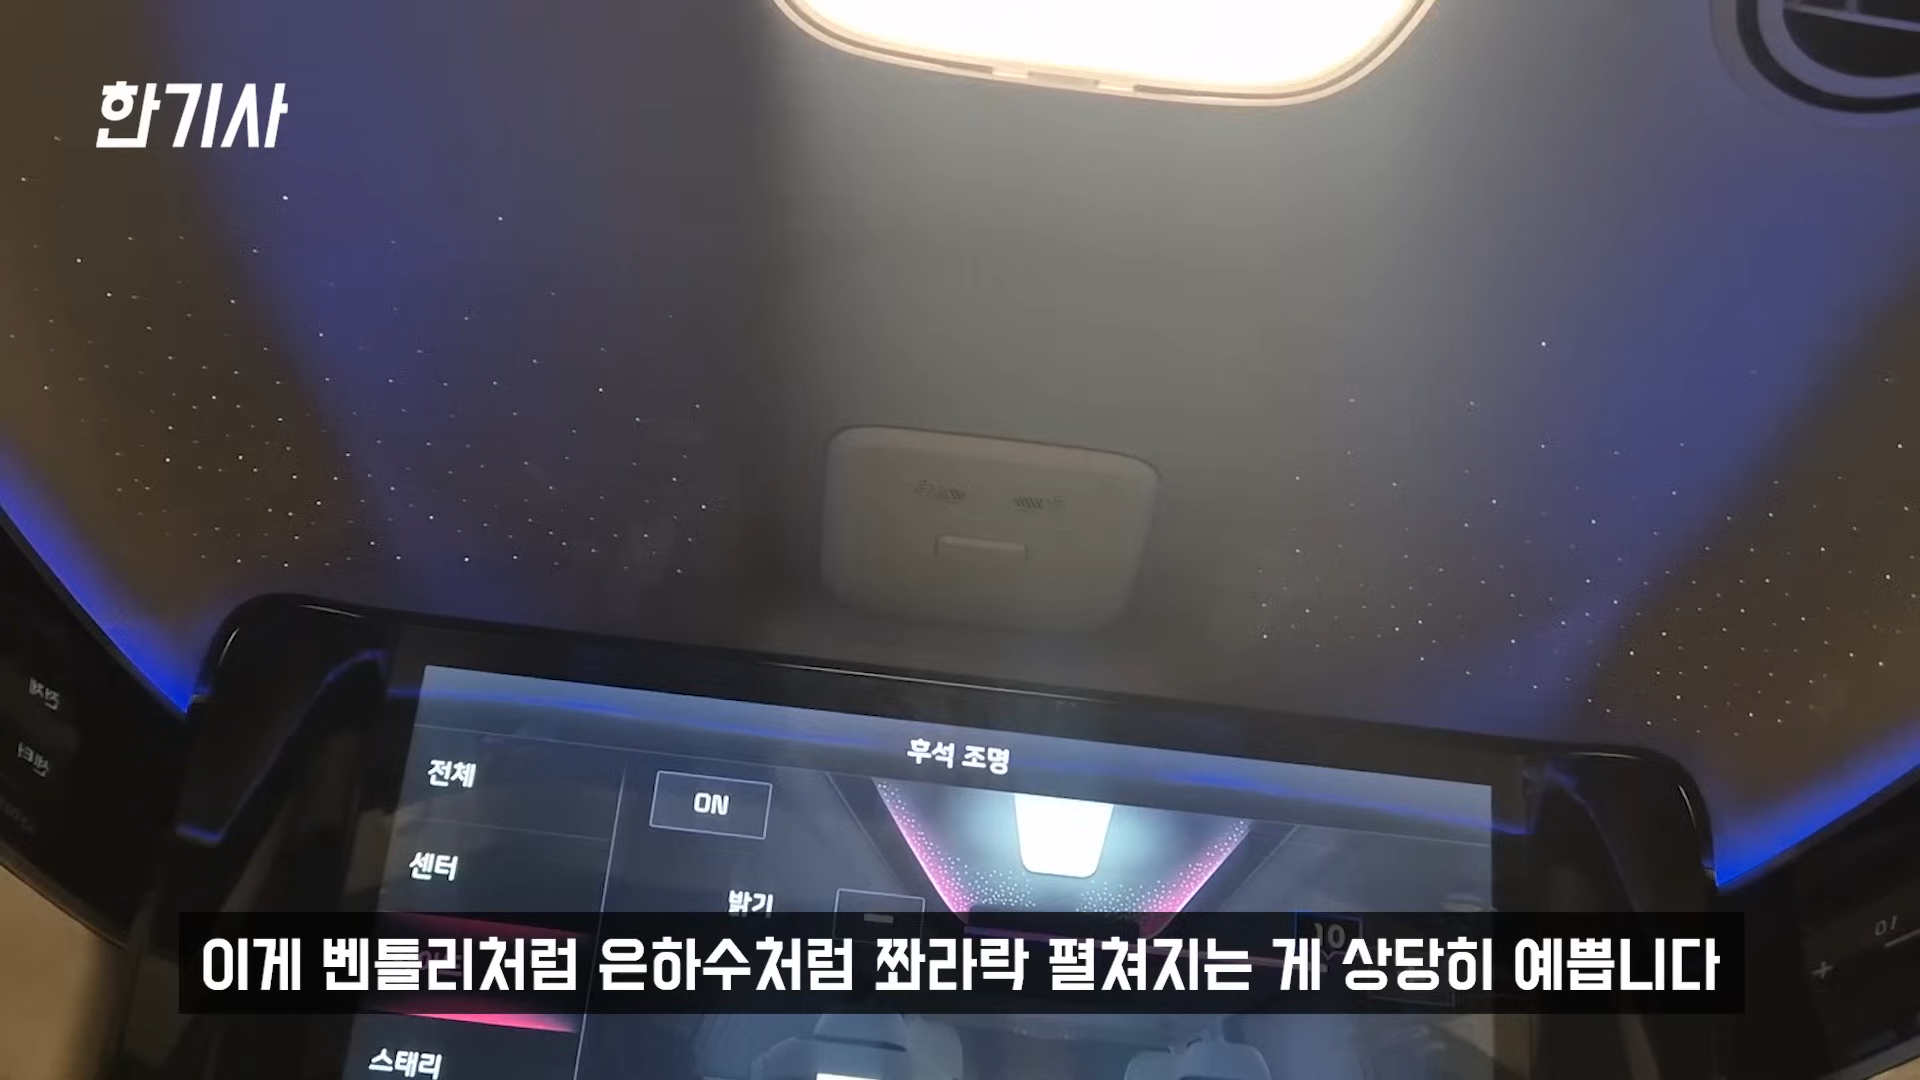 한기사
후석 조명
전체
ON
센터
밝기
10
이게 벤틀리처럼 은하수처럼 쫘라락 펼쳐지는 게 상당히 예쁩니다
스태리